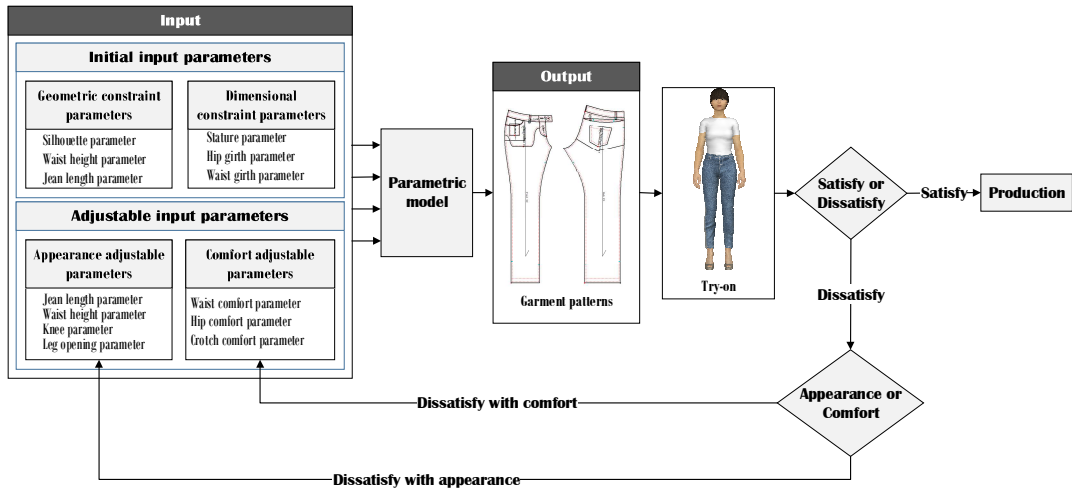 Input
Initial input parameters
Geometric constraint
parameters
Silhouette parameter
Waist height parameter
Jean length parameter
Dimensional
constraint parameters
Stature parameter
Hip girth parameter
Waist girth parameter
Adjustable input parameters
Appearance adjustable
parameters
Jean length parameter
Waist height parameter
Knee parameter
Leg opening parameter
Comfort adjustable
parameters
Waist comfort parameter
Hip comfort parameter
Crotch comfort parameter
Parametric
model
Output
Garment patterns
Try-on
Satisfy or
Dissatisfy
Satisfy
Production
Dissatisfy
Appearance or
Comfort
Dissatisfy with comfort
Dissatisfy with appearance